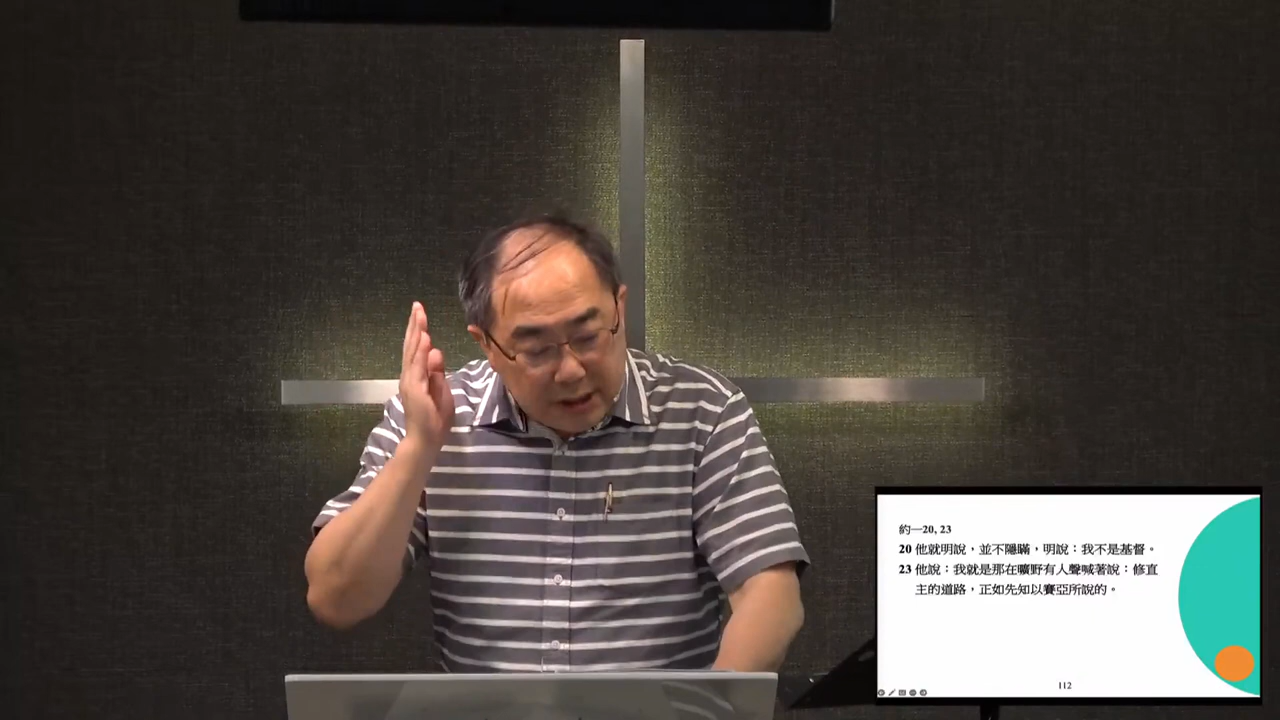 約一20, 23
20 他就明說，並不隱瞞，明說：我不是基督。
23 他說：我就是那在曠野有人聲喊著說：修直
主的道路，正如先知以賽亞所說的。
112